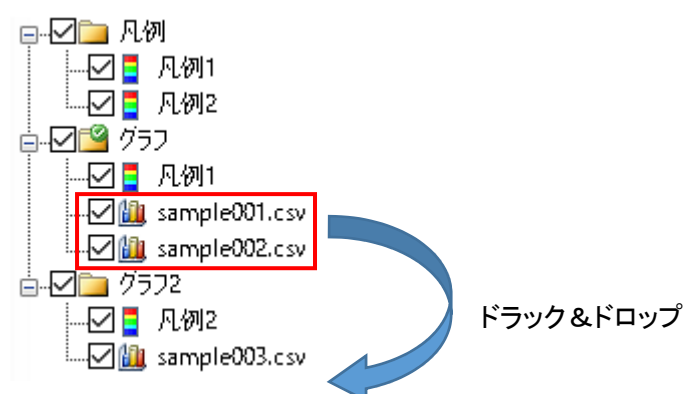 凡例
凡例1
凡例2
グラフ
凡例1
sample001.csv
sample002.csv
グラフ2
凡例2
sample003.csv
ドラック＆ドロップ